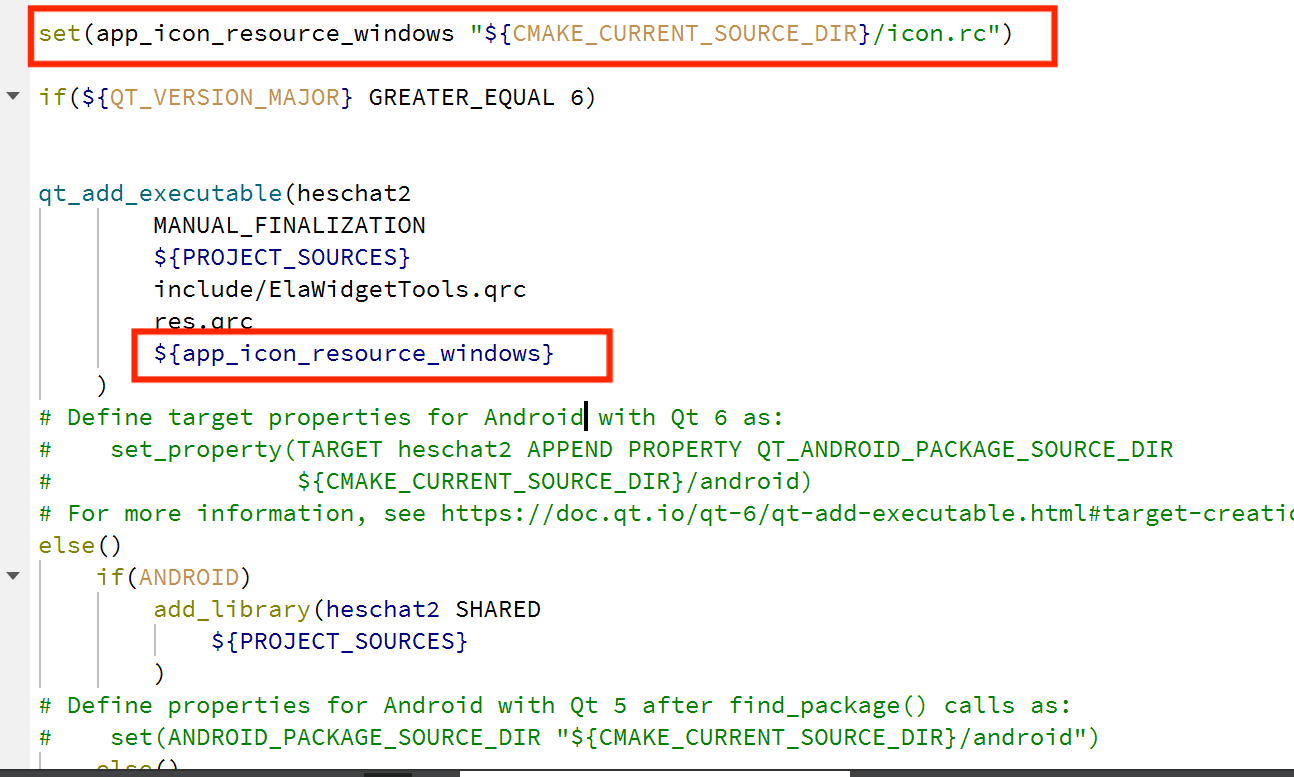 set(app_icon_resource_windows "${CMAKE_CURRENT_SOURCE_DIR}/icon.rc")
if(${QT_VERSION_MAJOR} GREATER_EQUAL 6)
qt_add_executable(heschat2
MANUAL_FINALIZATION
${PROJECT_SOURCES}
include/ElaWidgetTools.qrc
res.qrc
${app_icon_resource_windows}
)
# Define target properties for Android with Qt 6 as:
#    set_property(TARGET heschat2 APPEND PROPERTY QT_ANDROID_PACKAGE_SOURCE_DIR
#                 ${CMAKE_CURRENT_SOURCE_DIR}/android)
# For more information, see https://doc.qt.io/qt-6/qt-add-executable.html#target-creatio
else()
if(ANDROID)
add_library(heschat2 SHARED
${PROJECT_SOURCES}
)
# Define properties for Android with Qt 5 after find_package() calls as:
#    set(ANDROID_PACKAGE_SOURCE_DIR "${CMAKE_CURRENT_SOURCE_DIR}/android")
else()